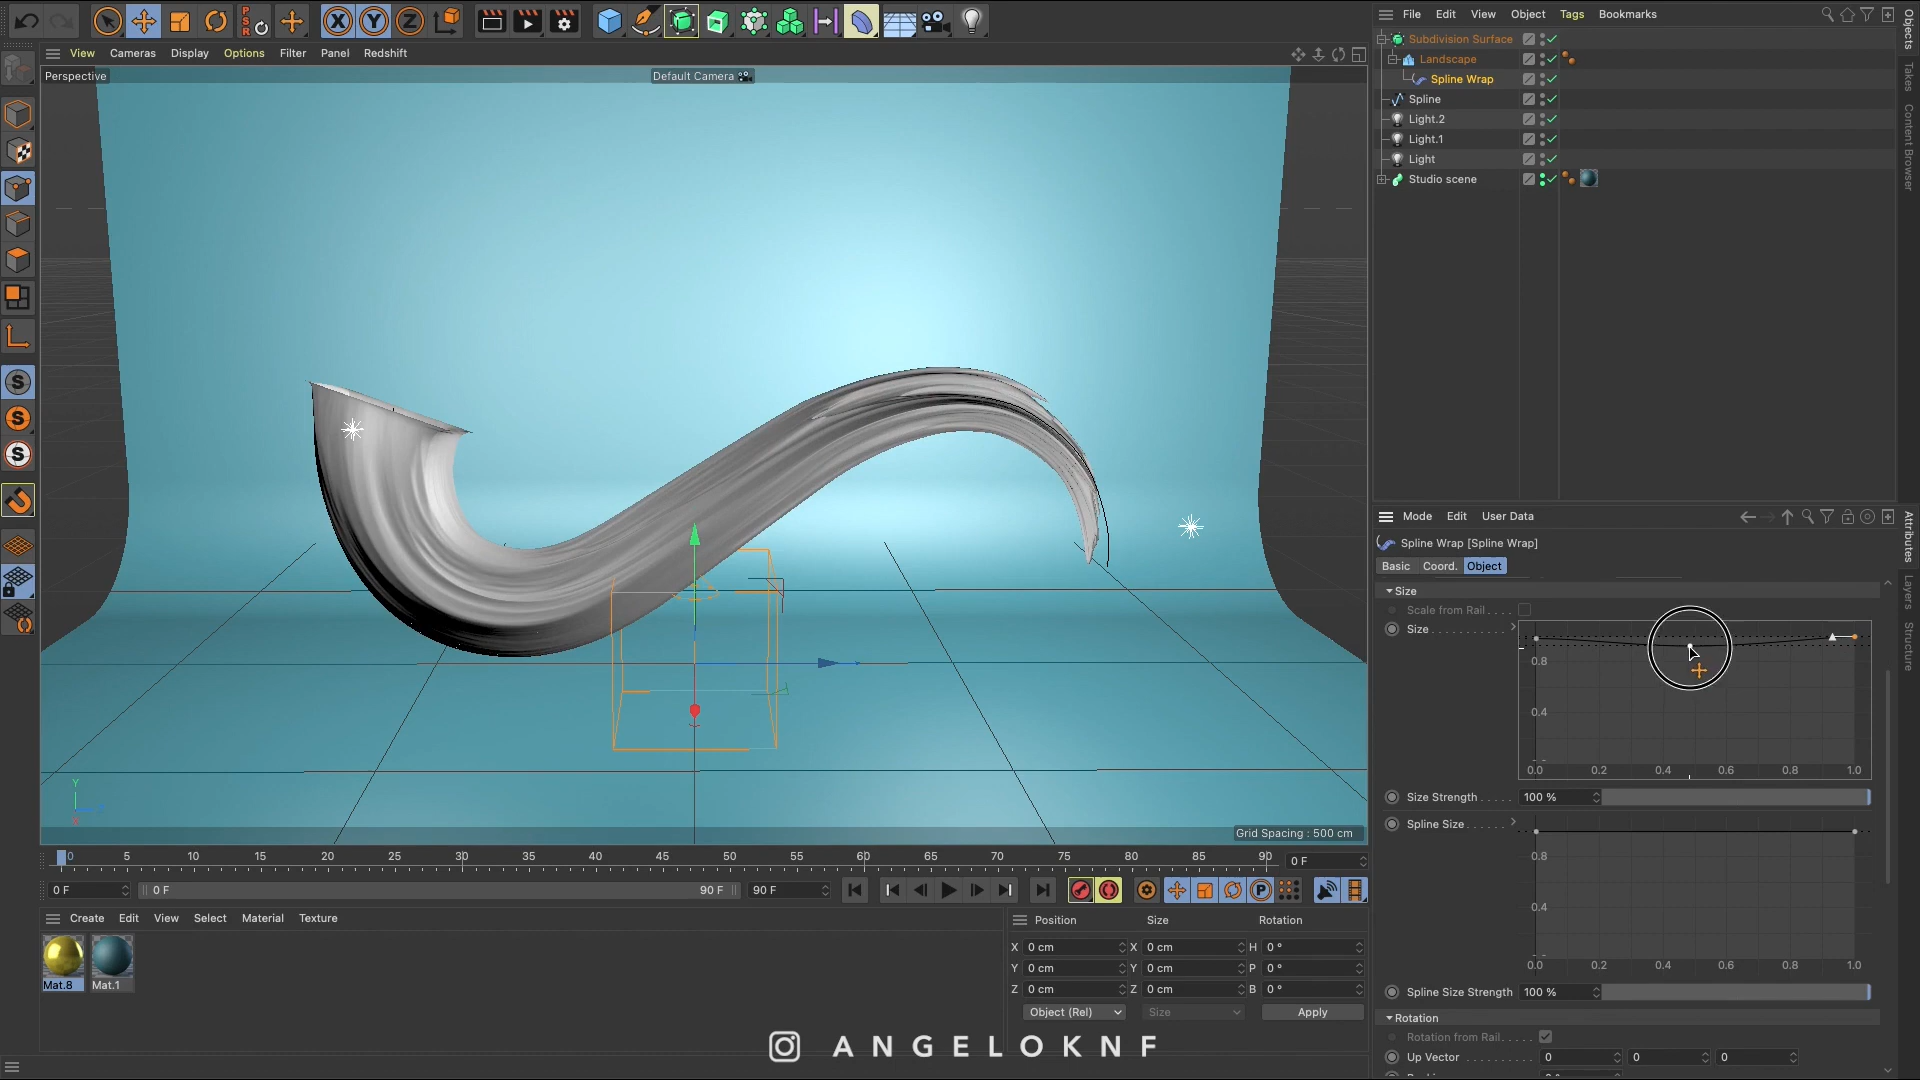 File Edit View Object Tags Bookmarks
View Cameras Display Options Filter Panel Redshift
Perspective
Default Camera
Subdivision Surface
Landscape
Spline Wrap
Spline
Light.2
Light.1
Light
Studio scene
Objects
Takes
Content Browser
Mode Edit User Data
Spline Wrap [Spline Wrap]
Basic Coord. Object
Size
Scale from Rail
Size
0.8
0.4
0.0 0.2 0.4 0.6 0.8 1.0
Size Strength 100 %
Spline Size
0.8
0.4
0.0 0.2 0.4 0.6 0.8 1.0
Spline Size Strength 100 %
Rotation
Rotation from Rail
Up Vector 0 0 0
Attributes
Layers
Structure
Grid Spacing : 500 cm
0 5 10 15 20 25 30 35 40 45 50 55 60 65 70 75 80 85 90 0 F
0 F 0 F 90 F 90 F
Create Edit View Select Material Texture
Mat.8 Mat.1
Position Size Rotation
X 0 cm X 0 cm H 0 °
Y 0 cm Y 0 cm P 0 °
Z 0 cm Z 0 cm B 0 °
Object (Rel) Size Apply
ANGELOKNF